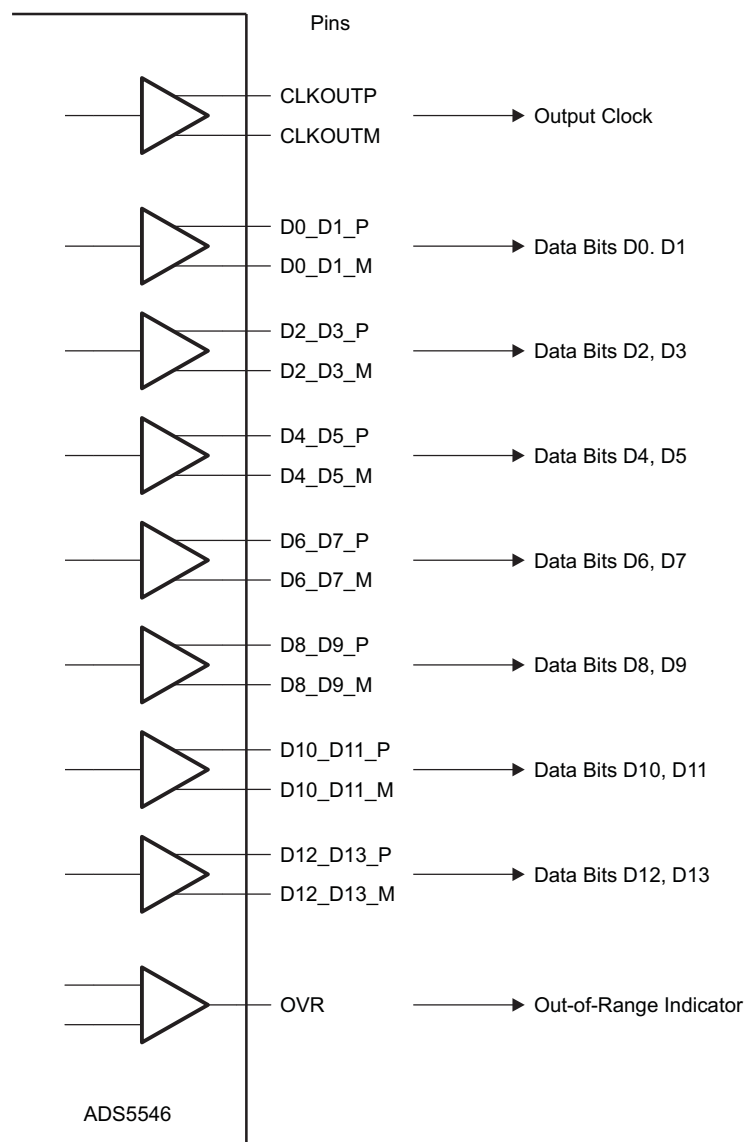 Pins
CLKOUTP
CLKOUTM
Output Clock
D0_D1_P
D0_D1_M
Data Bits D0. D1
D2_D3_P
D2_D3_M
Data Bits D2, D3
D4_D5_P
D4_D5_M
Data Bits D4, D5
D6_D7_P
D6_D7_M
Data Bits D6, D7
D8_D9_P
D8_D9_M
Data Bits D8, D9
D10_D11_P
D10_D11_M
Data Bits D10, D11
D12_D13_P
D12_D13_M
Data Bits D12, D13
OVR
Out-of-Range Indicator
ADS5546